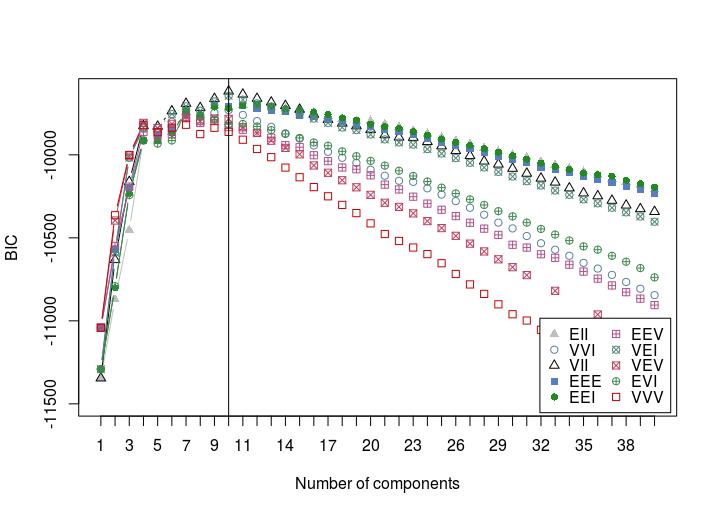 BIC
-10000
-10500
-11000
-11500
EII
VVI
VII
EEE
EEI
EEV
VEI
VEV
EVI
VVV
1 3 5 7 9 11 14 17 20 23 26 29 32 35 38
Number of components